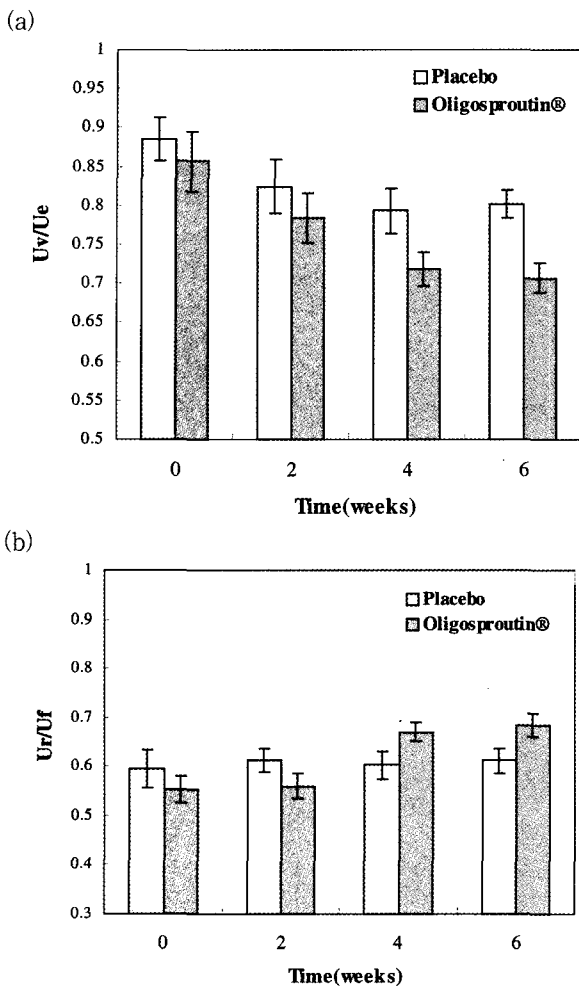 (a)
1
0.95
0.9
0.85
0.8
0.75
0.7
0.65
0.6
0.55
0.5
Uv/Ue
Placebo
Oligosproutin®
0 2 4 6
Time(weeks)
(b)
1
0.9
0.8
0.7
0.6
0.5
0.4
0.3
Ur/Uf
Placebo
Oligosproutin®
0 2 4 6
Time(weeks)